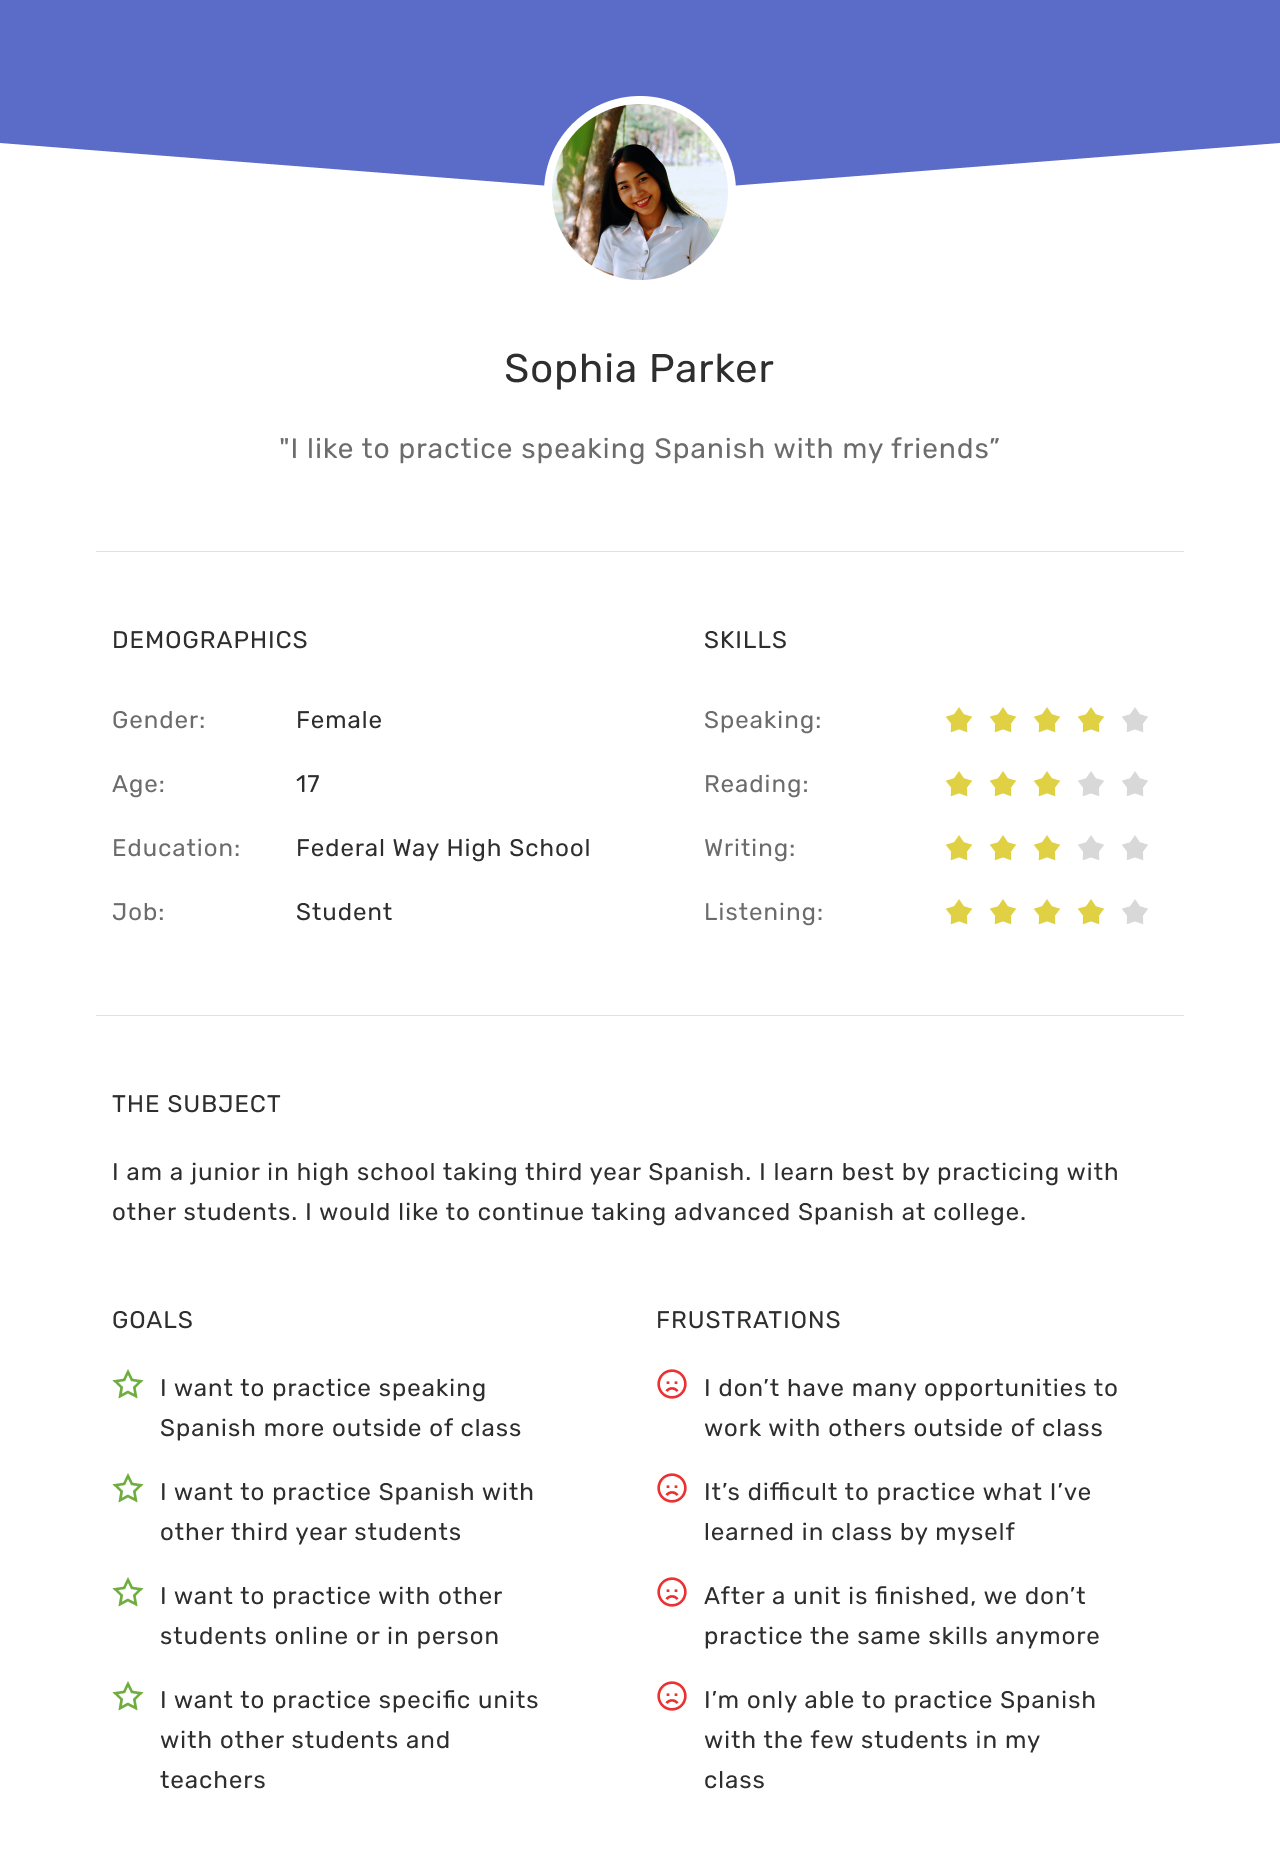 Sophia Parker
"I like to practice speaking Spanish with my friends”
DEMOGRAPHICS
Gender: Female
Age: 17
Education: Federal Way High School
Job: Student
SKILLS
Speaking:
Reading:
Writing:
Listening:
THE SUBJECT
I am a junior in high school taking third year Spanish. I learn best by practicing with
other students. I would like to continue taking advanced Spanish at college.
GOALS
I want to practice speaking
Spanish more outside of class
I want to practice Spanish with
other third year students
I want to practice with other
students online or in person
I want to practice specific units
with other students and
teachers
FRUSTRATIONS
I don’t have many opportunities to
work with others outside of class
It’s difficult to practice what I’ve
learned in class by myself
After a unit is finished, we don’t
practice the same skills anymore
I’m only able to practice Spanish
with the few students in my
class